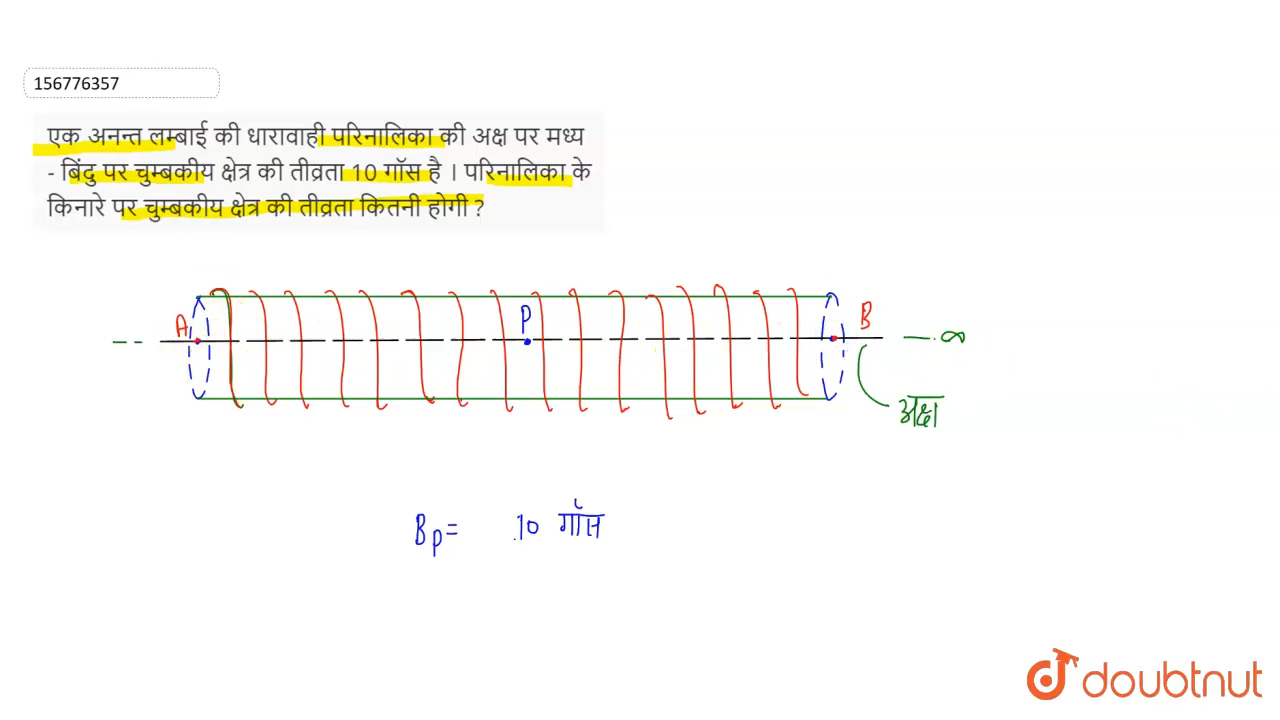 156776357
एक अनन्त लम्बाई की धारावाही परिनालिका की अक्ष पर मध्य
- बिंदु पर चुम्बकीय क्षेत्र की तीव्रता 10 गॉस है । परिनालिका के
किनारे पर चुम्बकीय क्षेत्र की तीव्रता कितनी होगी ?
A
P
B
∞
अक्ष
Bp= 10 गॉस
doubtnut